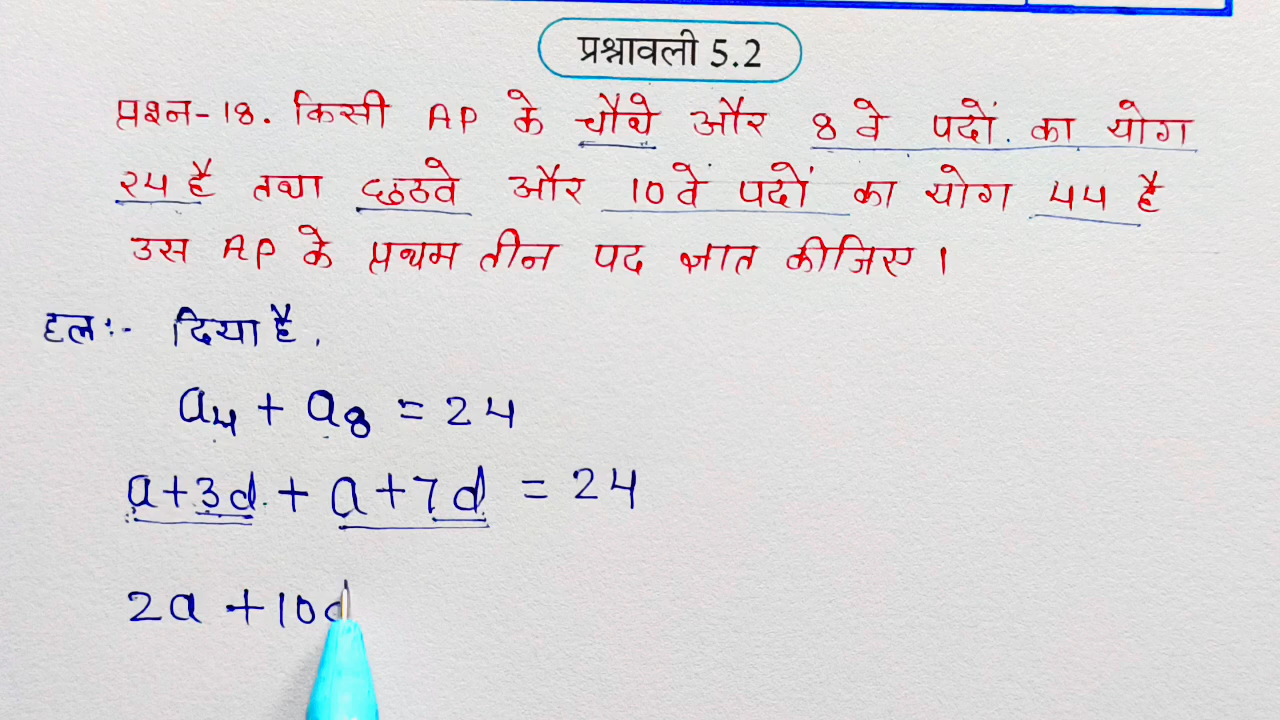 प्रश्नावली 5.2
प्रश्न-18. किसी AP के चौथे और 8 वे पदों का योग
24 है तथा छठवे और 10 वें पदों का योग 44 है
उस AP के प्रथम तीन पद ज्ञात कीजिए।
हल:- दिया है,
a₄ + a₈ = 24
a+3d + a+7d = 24
2a + 10d